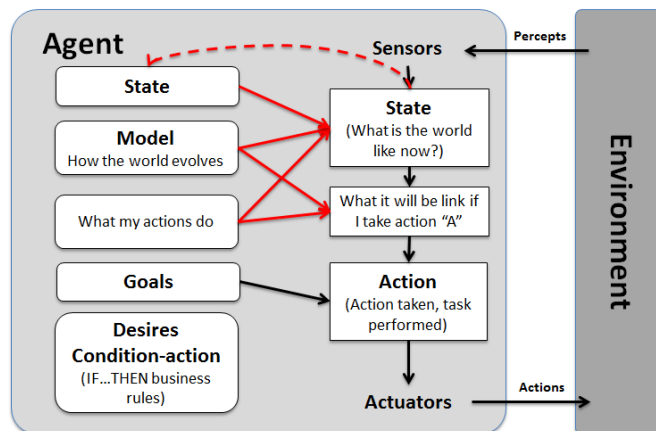 Agent
Sensors
Percepts
State
State
(What is the world
like now?)
Model
How the world evolves
What it will be link if
I take action “A”
What my actions do
Goals
Action
(Action taken, task
performed)
Desires
Condition-action
(IF...THEN business
rules)
Actuators
Actions
Environment